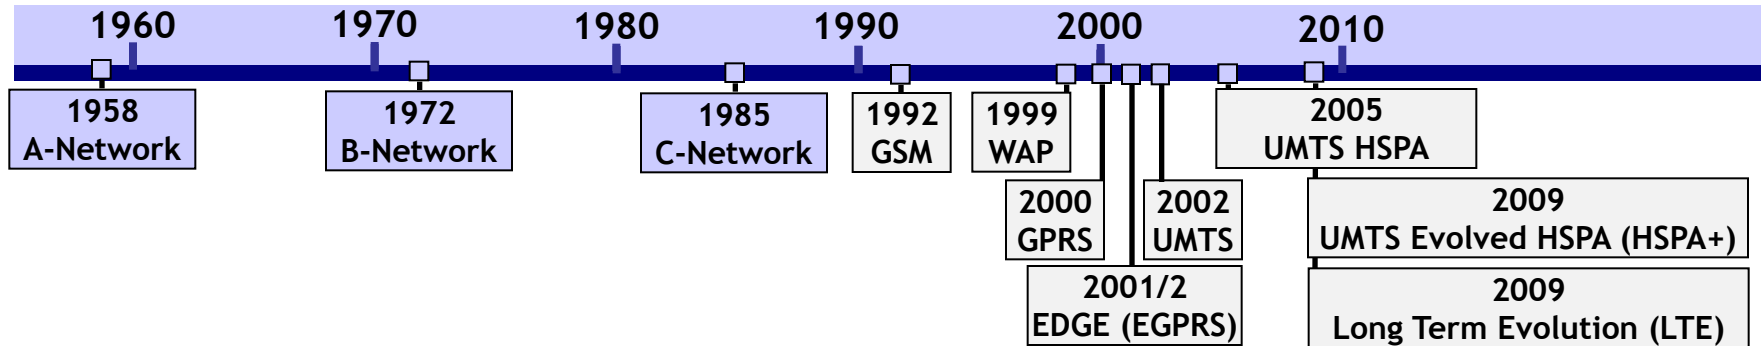 1960 1970 1980 1990 2000 2010
1958
A-Network
1972
B-Network
1985
C-Network
1992
GSM
1999
WAP
2005
UMTS HSPA
2000
GPRS
2002
UMTS
2009
UMTS Evolved HSPA (HSPA+)
2001/2
EDGE (EGPRS)
2009
Long Term Evolution (LTE)